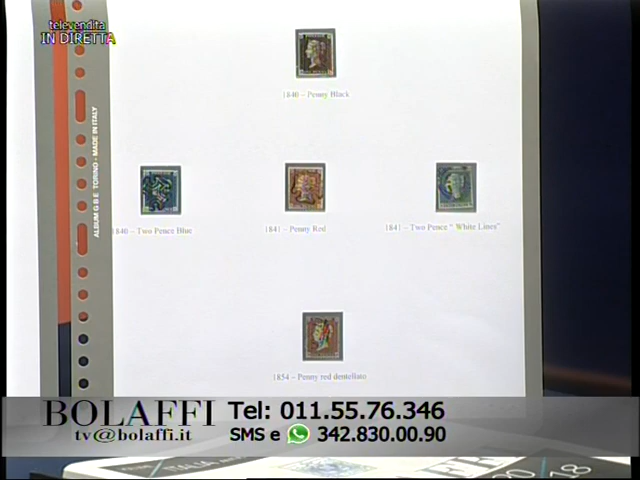 televendita
IN DIRETTA
ALBUM G.B.E. TORINO - MADE IN ITALY
1840 - Penny Black
1840 - Two Pence Blue
1841 - Penny Red
1841 - Two Pence " White Lines"
1854 - Penny red dentellato
BOLAFFI
tv@bolaffi.it
Tel: 011.55.76.346
SMS e 342.830.00.90
ITALIA